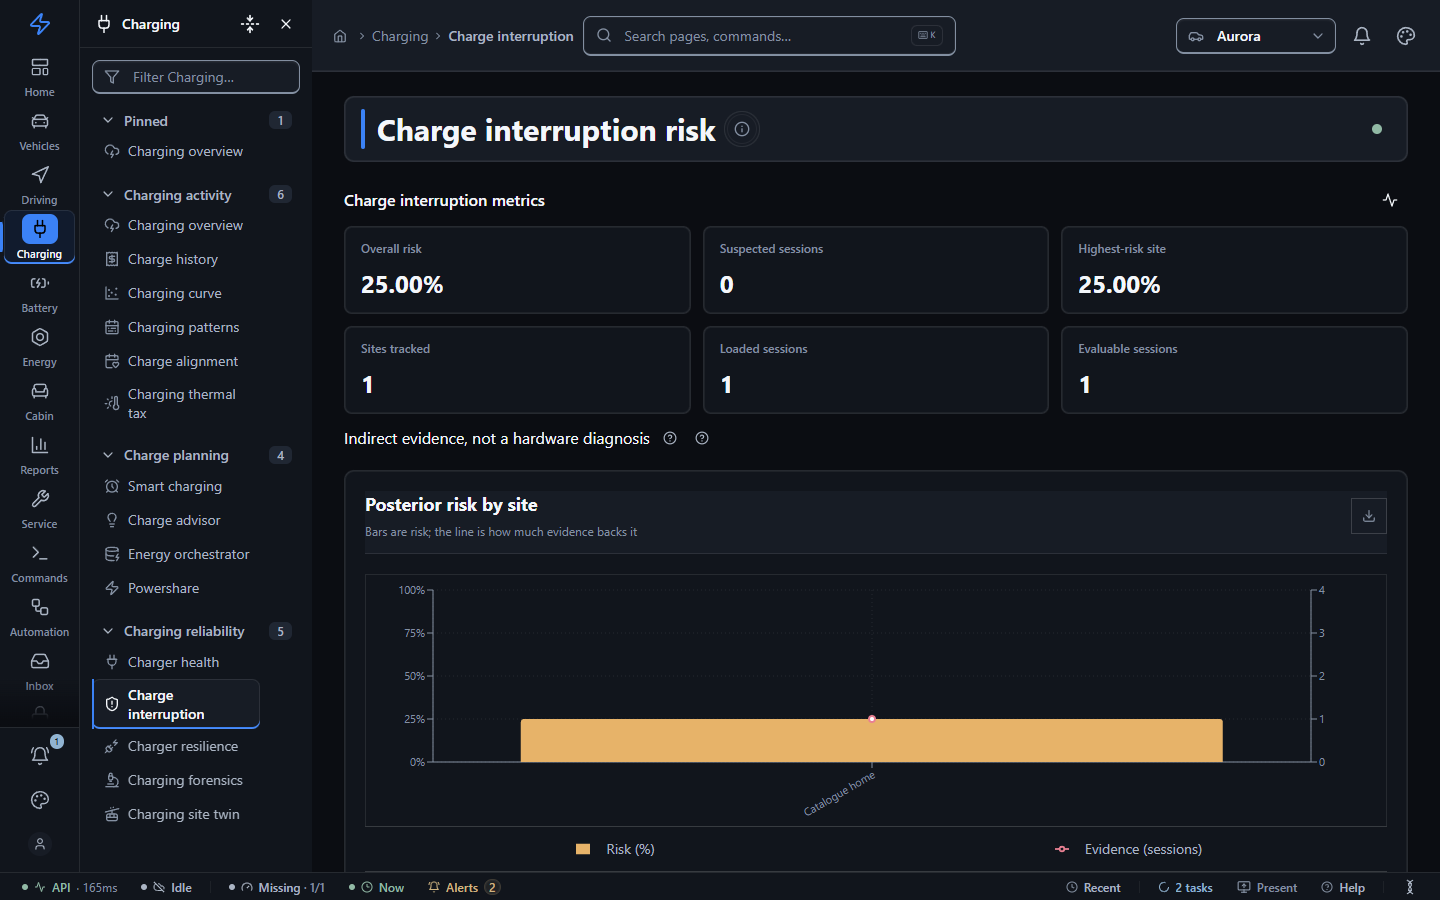 Charging
Charging
Charge interruption
Search pages, commands...
K
Aurora
Home
Vehicles
Driving
Charging
Battery
Energy
Cabin
Reports
Service
Commands
Automation
Inbox
1
Filter Charging...
Pinned
1
Charging overview
Charging activity
6
Charging overview
Charge history
Charging curve
Charging patterns
Charge alignment
Charging thermal
tax
Charge planning
4
Smart charging
Charge advisor
Energy orchestrator
Powershare
Charging reliability
5
Charger health
Charge
interruption
Charger resilience
Charging forensics
Charging site twin
Charge interruption risk
Charge interruption metrics
Overall risk
25.00%
Suspected sessions
0
Highest-risk site
25.00%
Sites tracked
1
Loaded sessions
1
Evaluable sessions
1
Indirect evidence, not a hardware diagnosis
Posterior risk by site
Bars are risk; the line is how much evidence backs it
100%
75%
50%
25%
0%
4
3
2
1
0
Catalogue home
Risk (%)
Evidence (sessions)
API · 165ms
Idle
Missing · 1/1
Now
Alerts 2
Recent
2 tasks
Present
Help